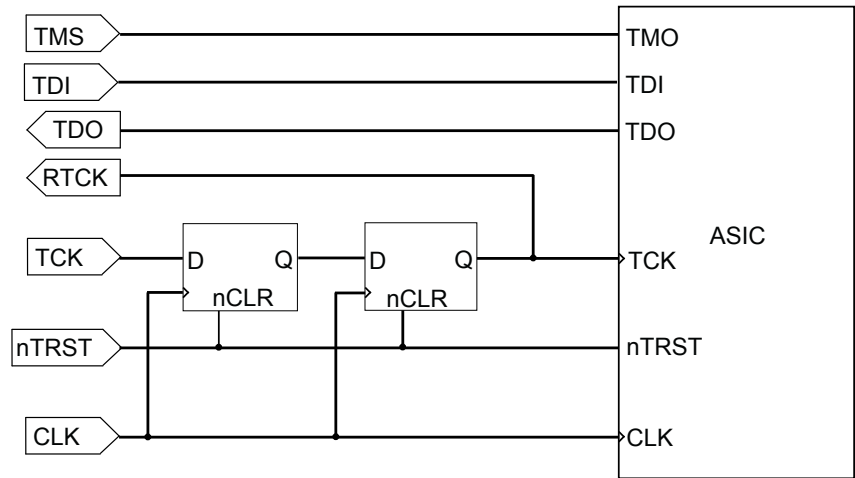 TMS
TMO
TDI
TDI
TDO
TDO
RTCK
ASIC
TCK
D
Q
D
Q
TCK
nCLR
nCLR
nTRST
nTRST
CLK
CLK